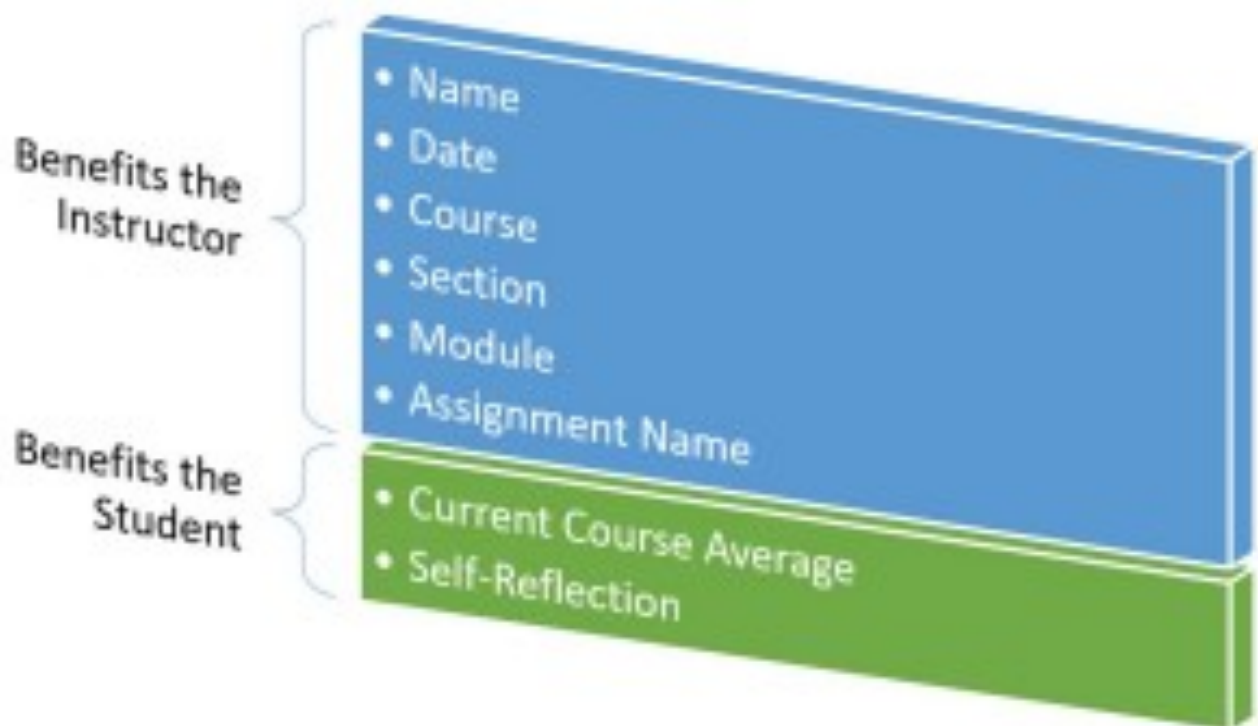 Benefits the
Instructor
• Name
• Date
• Course
• Section
• Module
• Assignment Name
Benefits the
Student
• Current Course Average
• Self-Reflection